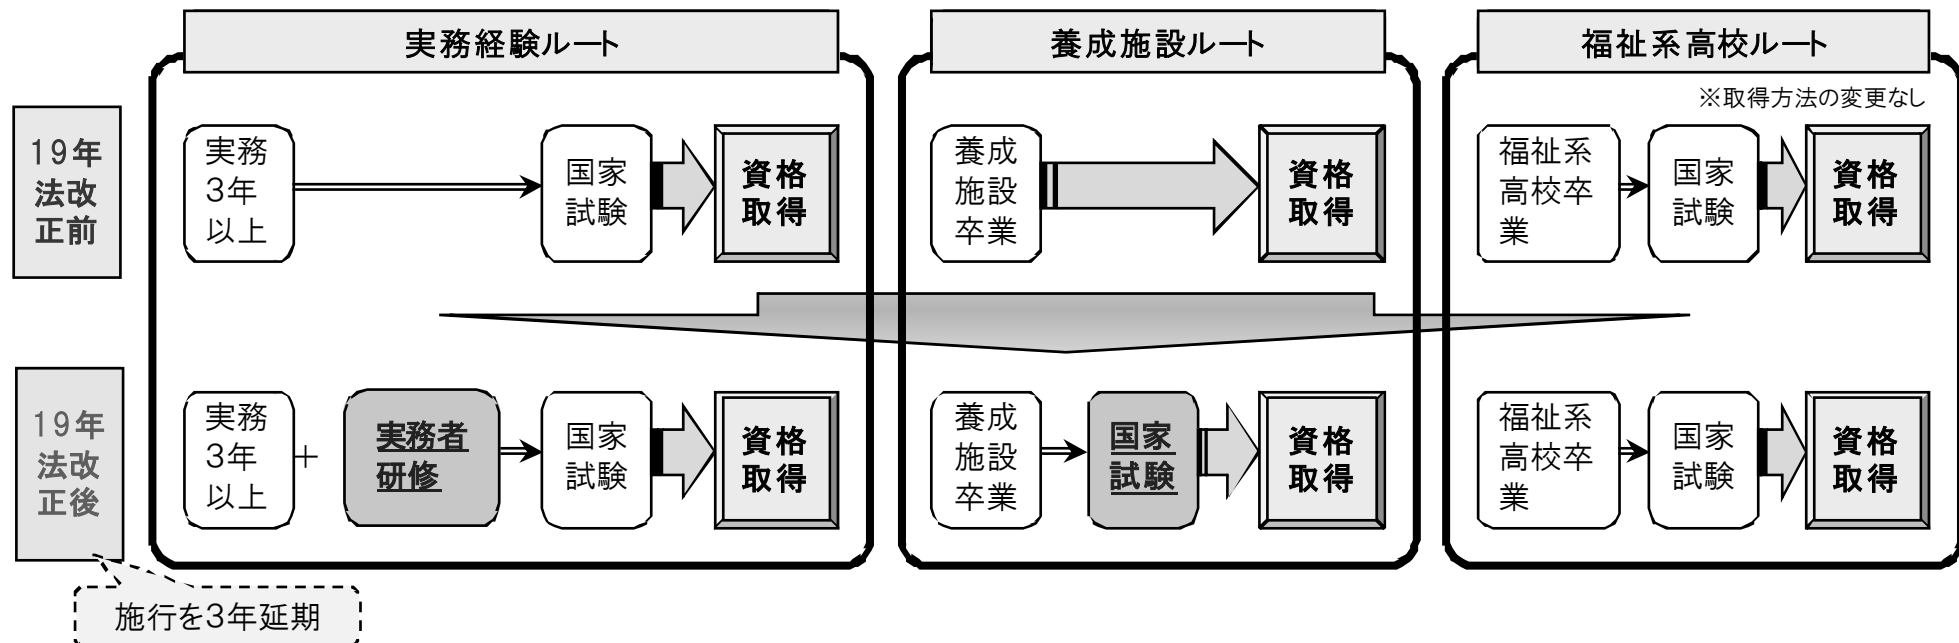 実務経験ルート
養成施設ルート
福祉系高校ルート
※取得方法の変更なし
19年
法改
正前
実務
3年
以上
国家
試験
資格
取得
養成
施設
卒業
資格
取得
福祉系
高校卒
業
国家
試験
資格
取得
19年
法改
正後
実務
3年
以上
＋
実務者
研修
国家
試験
資格
取得
養成
施設
卒業
国家
試験
資格
取得
福祉系
高校卒
業
国家
試験
資格
取得
施行を3年延期